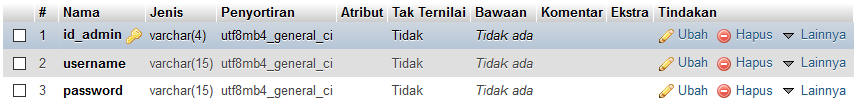 # Nama Jenis Penyortiran Atribut Tak Ternilai Bawaan Komentar Ekstra Tindakan
1 id_admin varchar(4) utf8mb4_general_ci Tidak Tidak ada Ubah Hapus Lainnya
2 username varchar(15) utf8mb4_general_ci Tidak Tidak ada Ubah Hapus Lainnya
3 password varchar(15) utf8mb4_general_ci Tidak Tidak ada Ubah Hapus Lainnya